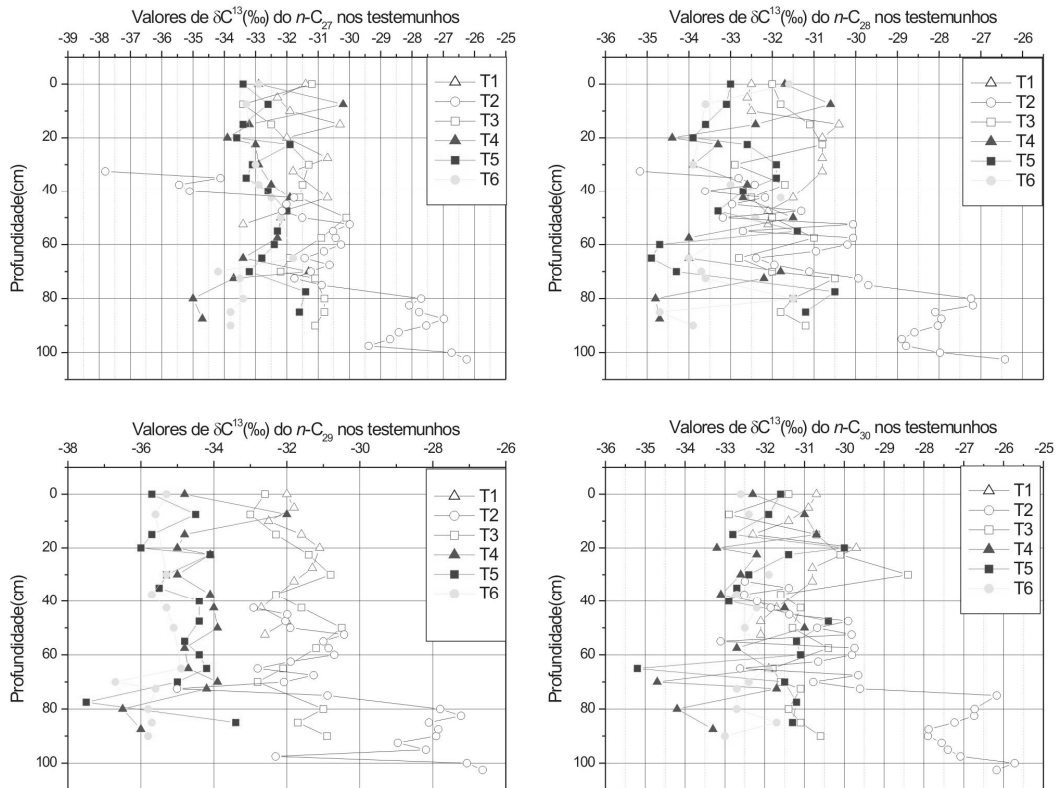 Valores de δC¹³(‰) do n-C₂₇ nos testemunhos
-39 -38 -37 -36 -35 -34 -33 -32 -31 -30 -29 -28 -27 -26 -25
0
20
40
60
80
100
Profundidade(cm)
T1
T2
T3
T4
T5
T6
Valores de δC¹³(‰) do n-C₂₈ nos testemunhos
-36 -35 -34 -33 -32 -31 -30 -29 -28 -27 -26
0
20
40
60
80
100
Profundidade(cm)
T1
T2
T3
T4
T5
T6
Valores de δC¹³(‰) do n-C₂₉ nos testemunhos
-38 -36 -34 -32 -30 -28 -26
0
20
40
60
80
100
Profundidade(cm)
T1
T2
T3
T4
T5
T6
Valores de δC¹³(‰) do n-C₃₀ nos testemunhos
-36 -35 -34 -33 -32 -31 -30 -29 -28 -27 -26 -25
0
20
40
60
80
100
Profundidade(cm)
T1
T2
T3
T4
T5
T6